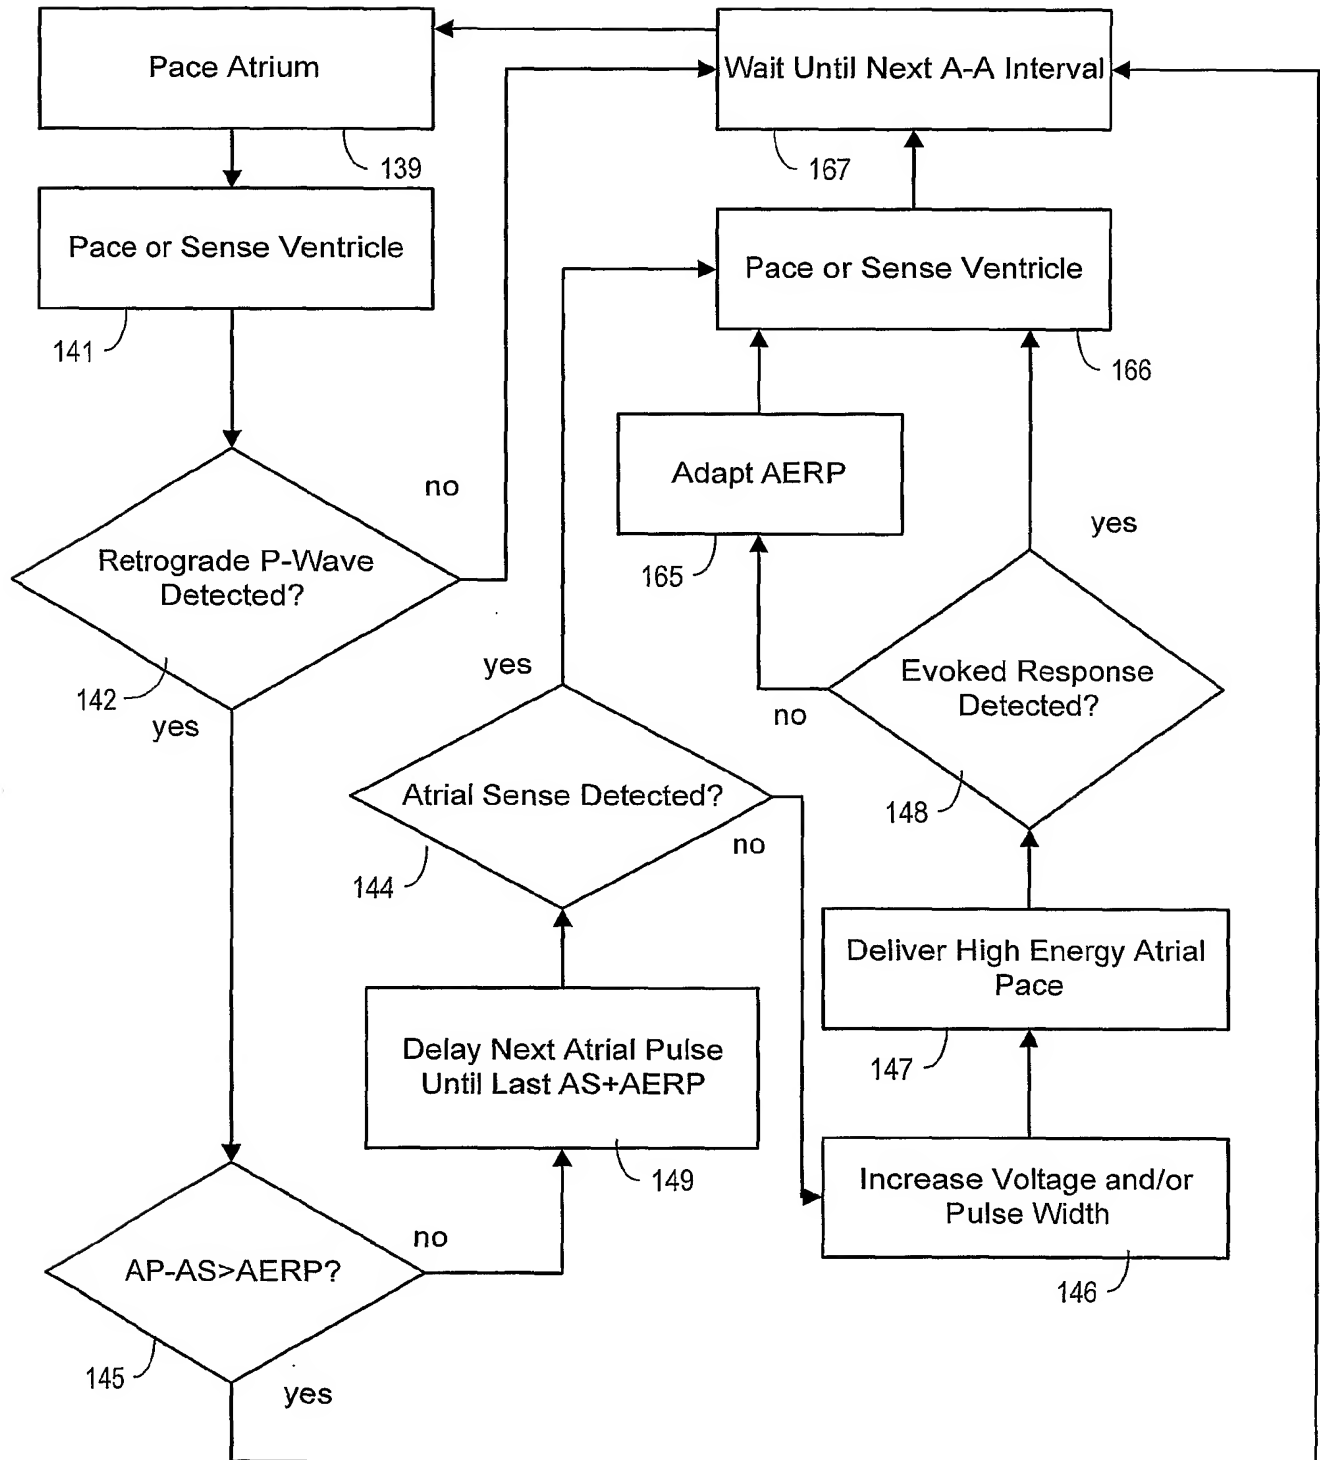 Pace Atrium
139
Wait Until Next A-A Interval
167
Pace or Sense Ventricle
141
Pace or Sense Ventricle
166
Retrograde P-Wave
Detected?
142
no
yes
Adapt AERP
165
Evoked Response
Detected?
148
yes
no
Atrial Sense Detected?
144
yes
no
Deliver High Energy Atrial
Pace
147
Delay Next Atrial Pulse
Until Last AS+AERP
149
Increase Voltage and/or
Pulse Width
146
AP-AS>AERP?
145
no
yes